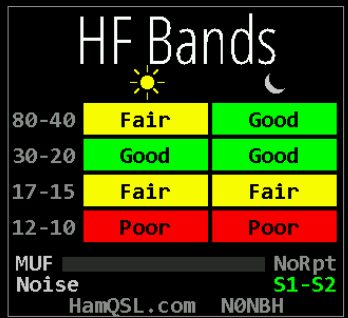 HF Bands
80-40 Fair Good
30-20 Good Good
17-15 Fair Fair
12-10 Poor Poor
MUF NoRpt
Noise S1-S2
HamQSL.com N0NBH